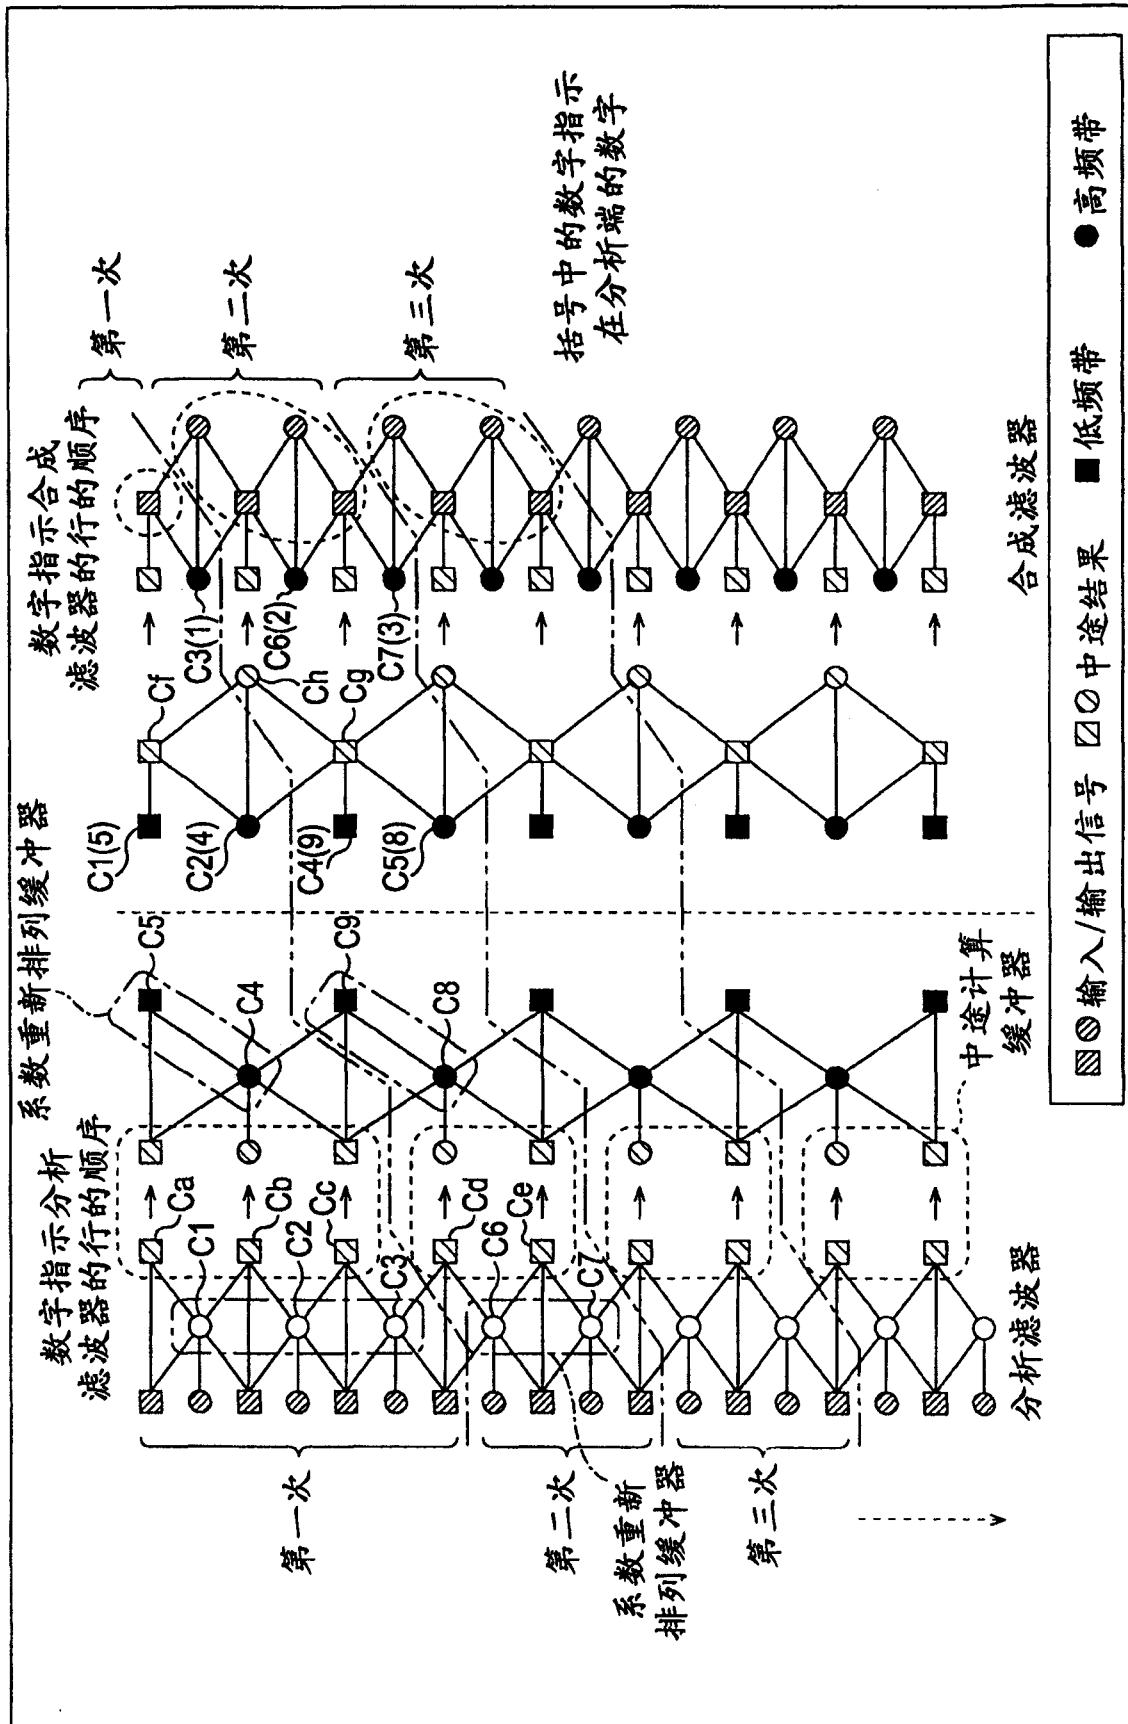 数字指示分析
滤波器的行的顺序
系数重新排列缓冲器
数字指示合成
滤波器的行的顺序
第一次
第二次
第三次
第一次
第二次
第三次
Ca
C1
Cb
C2
Cc
C3
Cd
C6
Ce
C7
C5
C4
C9
C8
C1(5)
C2(4)
C4(9)
C5(8)
Cf
Ch
Cg
C3(1)
C6(2)
C7(3)
括号中的数字指示
在分析端的数字
系数重新
排列缓冲器
中途计算
缓冲器
分析滤波器
合成滤波器
输入/输出信号
中途结果
低频带
高频带